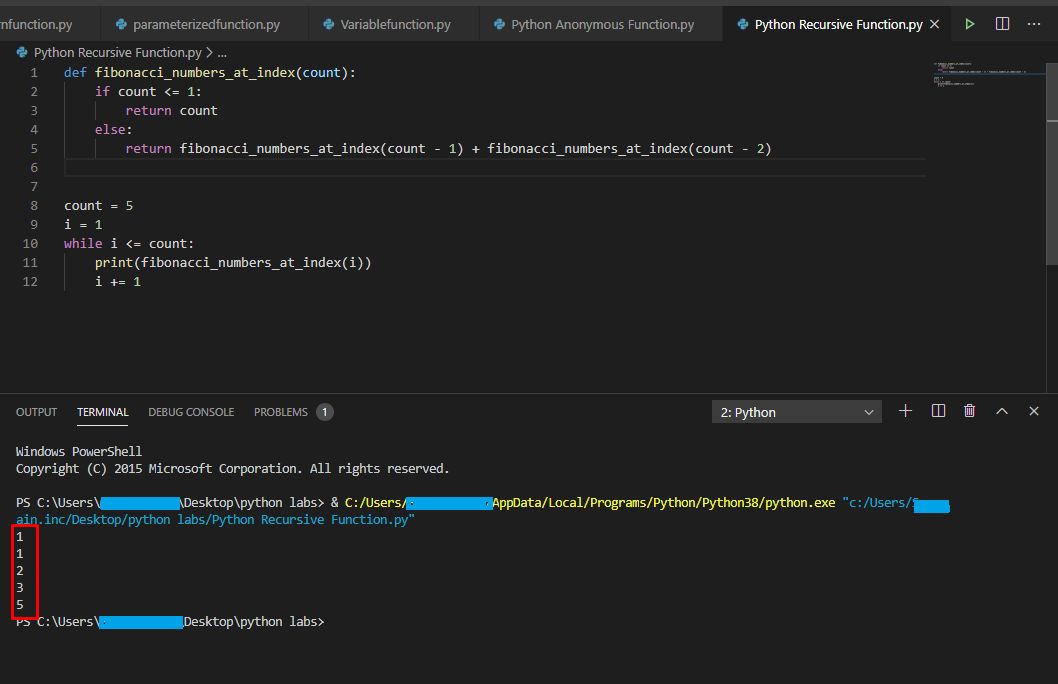 rnfunction.py parameterizedfunction.py Variablefunction.py Python Anonymous Function.py Python Recursive Function.py
Python Recursive Function.py > ...
1 def fibonacci_numbers_at_index(count):
2 if count <= 1:
3 return count
4 else:
5 return fibonacci_numbers_at_index(count - 1) + fibonacci_numbers_at_index(count - 2)
6
7
8 count = 5
9 i = 1
10 while i <= count:
11 print(fibonacci_numbers_at_index(i))
12 i += 1
OUTPUT TERMINAL DEBUG CONSOLE PROBLEMS 1 2: Python
Windows PowerShell
Copyright (C) 2015 Microsoft Corporation. All rights reserved.
PS C:\Users\ \Desktop\python labs> & C:/Users/ AppData/Local/Programs/Python/Python38/python.exe "c:/Users/
ain.inc/Desktop/python labs/Python Recursive Function.py"
1
1
2
3
5
PS C:\Users\ Desktop\python labs>